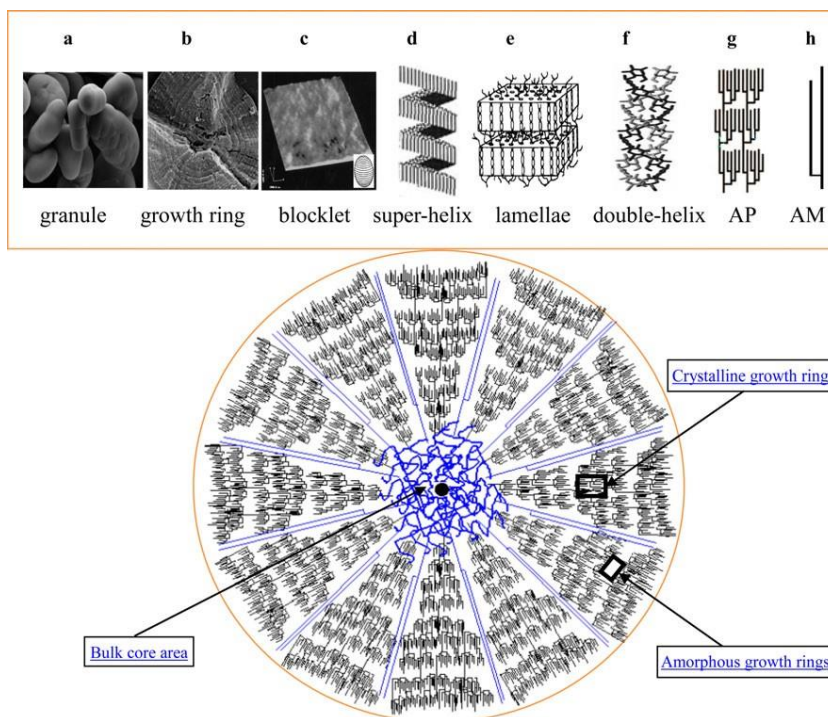 a b c d e f g h
granule growth ring blocklet super-helix lamellae double-helix AP AM
Crystalline growth ring
Bulk core area
Amorphous growth rings